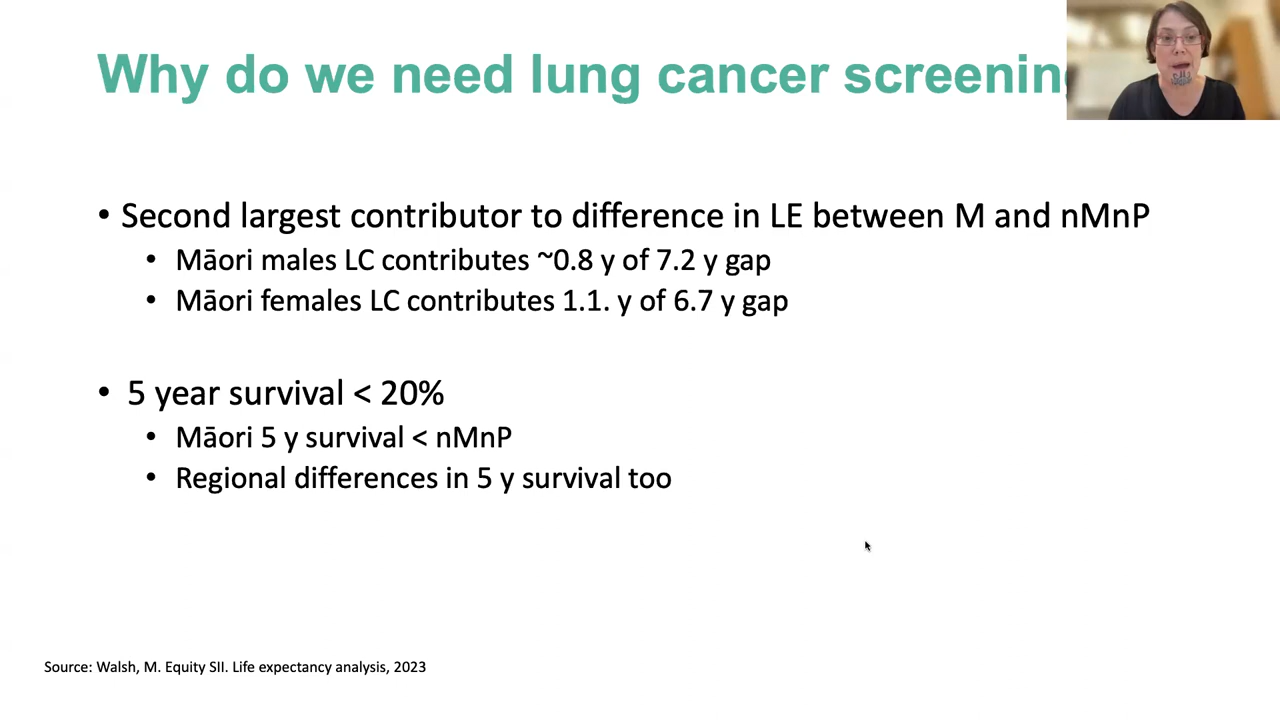 Why do we need lung cancer screenin
• Second largest contributor to difference in LE between M and nMnP
• Māori males LC contributes ~0.8 y of 7.2 y gap
• Māori females LC contributes 1.1. y of 6.7 y gap
• 5 year survival < 20%
• Māori 5 y survival < nMnP
• Regional differences in 5 y survival too
Source: Walsh, M. Equity SII. Life expectancy analysis, 2023